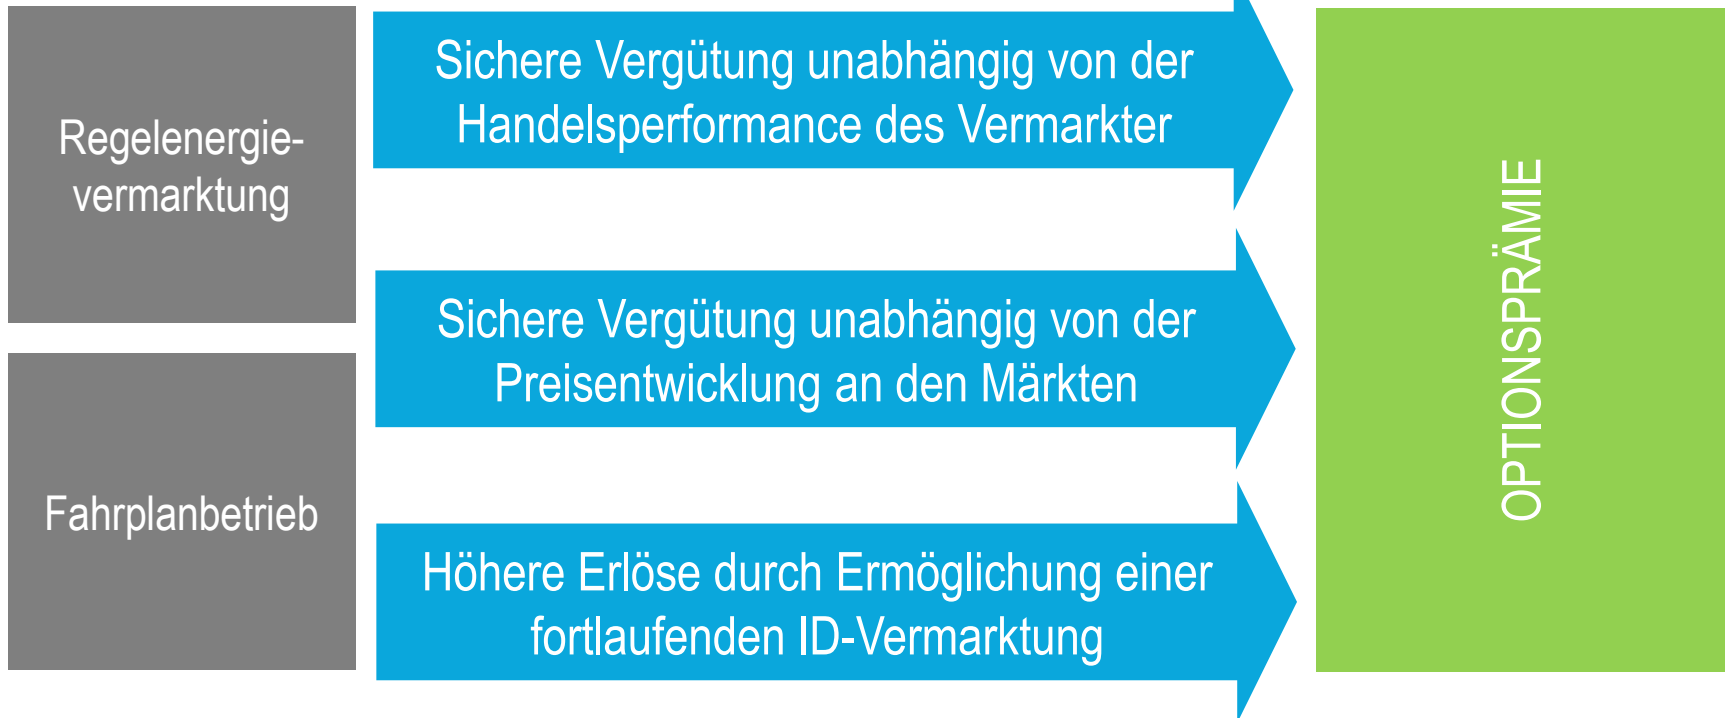 Regelenergie-
vermarktung
Fahrplanbetrieb
Sichere Vergütung unabhängig von der
Handelsperformance des Vermarkter
Sichere Vergütung unabhängig von der
Preisentwicklung an den Märkten
Höhere Erlöse durch Ermöglichung einer
fortlaufenden ID-Vermarktung
OPTIONSPRÄMIE